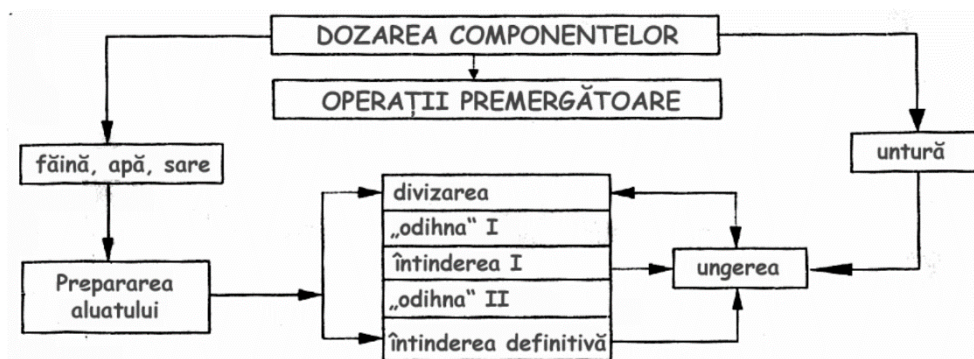 DOZAREA COMPONENTELOR
OPERAȚII PREMERGĂTOARE
făină, apă, sare
untură
divizarea
„odihna“ I
întinderea I
„odihna“ II
întinderea definitivă
Prepararea
aluatului
ungerea